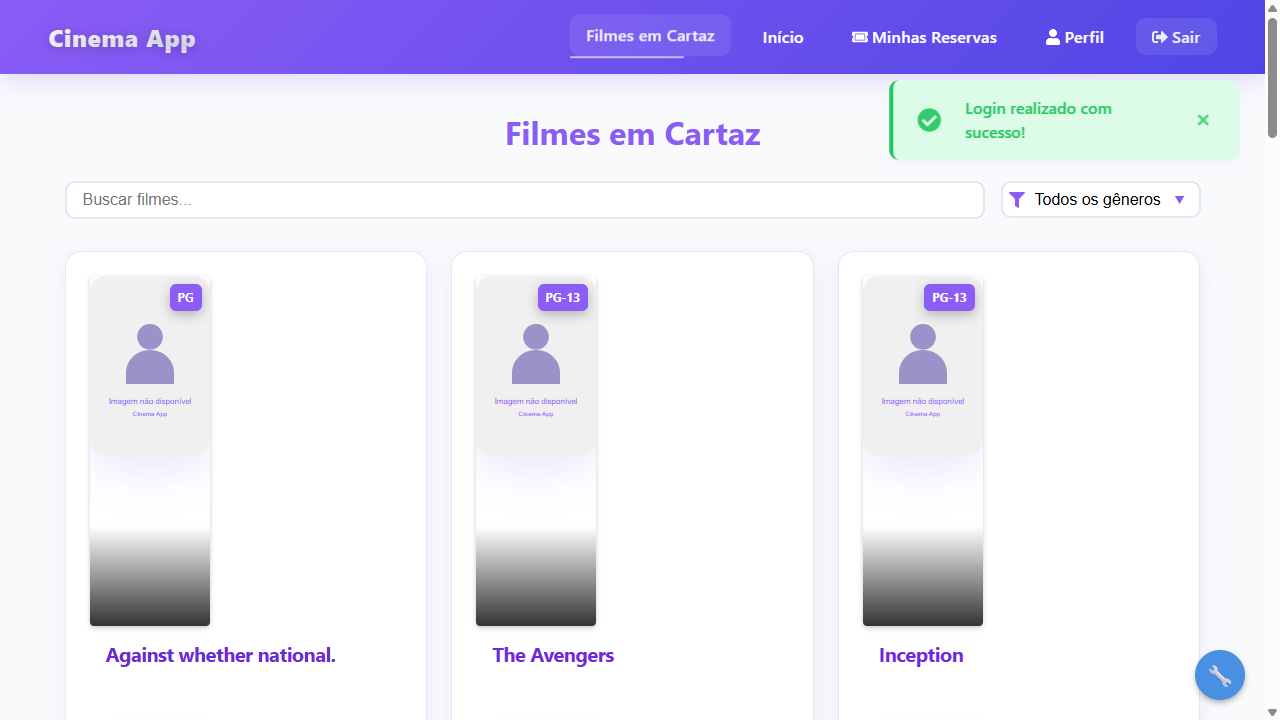 Cinema App
Filmes em Cartaz
Início
Minhas Reservas
Perfil
Sair
Login realizado com
sucesso!
Filmes em Cartaz
Buscar filmes...
Todos os gêneros
PG
Imagem não disponível
Cinema App
PG-13
Imagem não disponível
Cinema App
PG-13
Imagem não disponível
Cinema App
Against whether national.
The Avengers
Inception